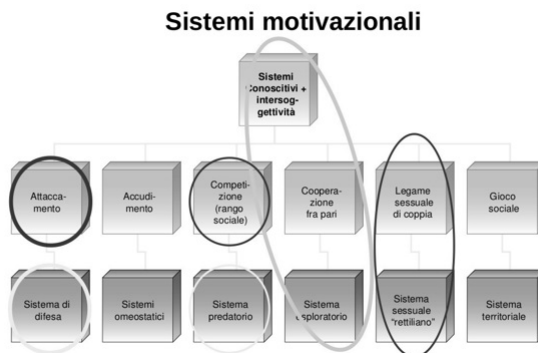 Sistemi motivazionali
Sistemi
conoscitivi +
intersog-
gettività
Attacca-
mento
Accudi-
mento
Competi-
zione
(rango
sociale)
Coopera-
zione
fra pari
Legame
sessuale
di coppia
Gioco
sociale
Sistema di
difesa
Sistemi
omeostatici
Sistema
predatorio
Sistema
esploratorio
Sistema
sessuale
“rettiliano”
Sistema
territoriale